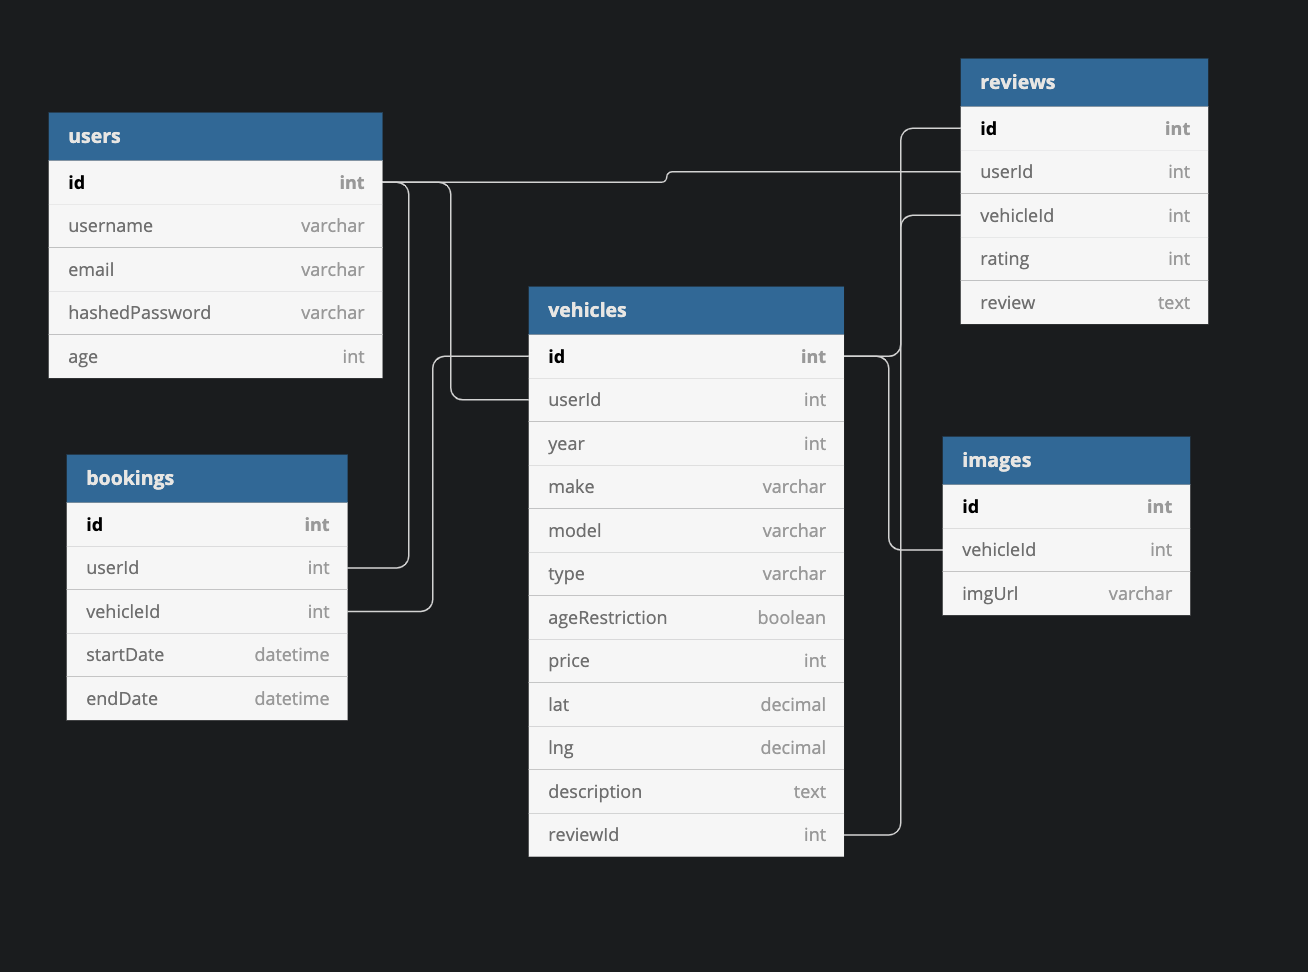 users
id int
username varchar
email varchar
hashedPassword varchar
age int
bookings
id int
userId int
vehicleId int
startDate datetime
endDate datetime
vehicles
id int
userId int
year int
make varchar
model varchar
type varchar
ageRestriction boolean
price int
lat decimal
lng decimal
description text
reviewId int
reviews
id int
userId int
vehicleId int
rating int
review text
images
id int
vehicleId int
imgUrl varchar